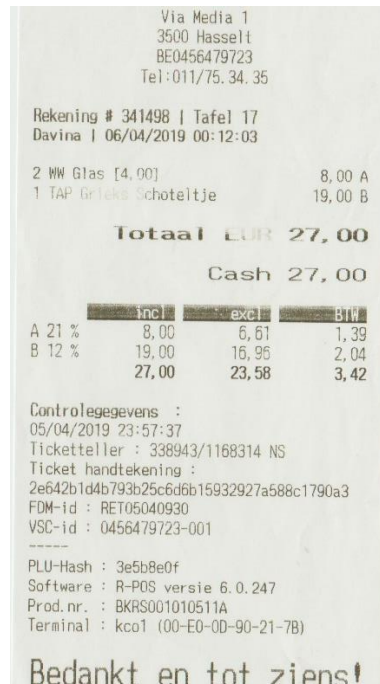 Via Media 1
3500 Hasselt
BE0456479723
Tel:011/75.34.35
Rekening # 341498 | Tafel 17
Davina | 06/04/2019 00:12:03
2 WW Glas [4,00] 8,00 A
1 TAP Grieks Schoteltje 19,00 B
Totaal EUR 27,00
Cash 27,00
incl excl BTW
A 21 % 8,00 6,61 1,39
B 12 % 19,00 16,96 2,04
27,00 23,58 3,42
Controlegegevens :
05/04/2019 23:57:37
Ticketteller : 338943/1168314 NS
Ticket handtekening :
2e642b1d4b793b25c6d6b15932927a588c1790a3
FDM-id : RET05040930
VSC-id : 0456479723-001
-----
PLU-Hash : 3e5b8e0f
Software : R-POS versie 6.0.247
Prod.nr. : BKRS001010511A
Terminal : kco1 (00-E0-0D-90-21-7B)
Bedankt en tot ziens!